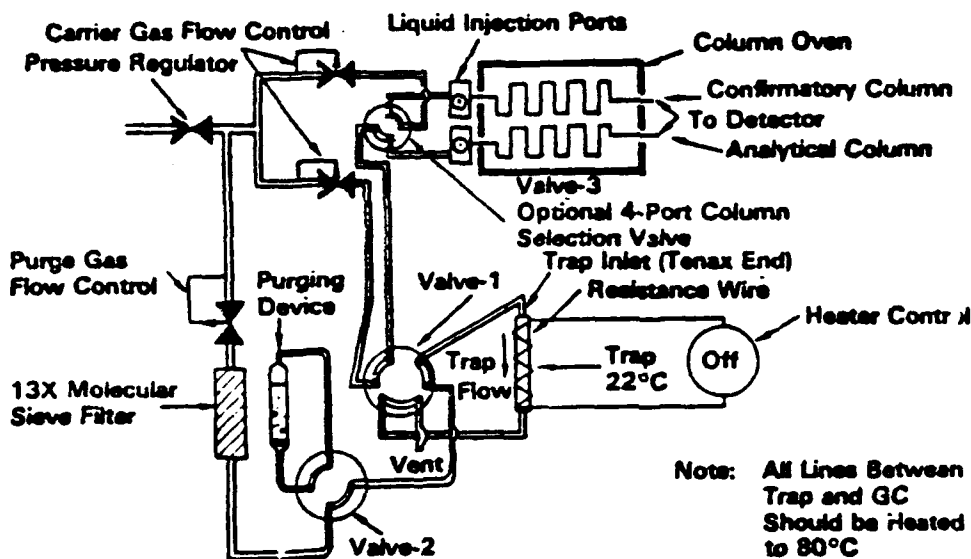 Carrier Gas Flow Control
Pressure Regulator
Liquid Injection Ports
Column Oven
Confirmatory Column
To Detector
Analytical Column
Valve-3
Optional 4-Port Column
Selection Valve
Purge Gas
Flow Control
Purging
Device
Valve-1
Trap Inlet (Tenax End)
Resistance Wire
Heater Control
Trap
Flow
Trap
22°C
Off
13X Molecular
Sieve Filter
Vent
Valve-2
Note: All Lines Between
Trap and GC
Should be Heated
to 80°C